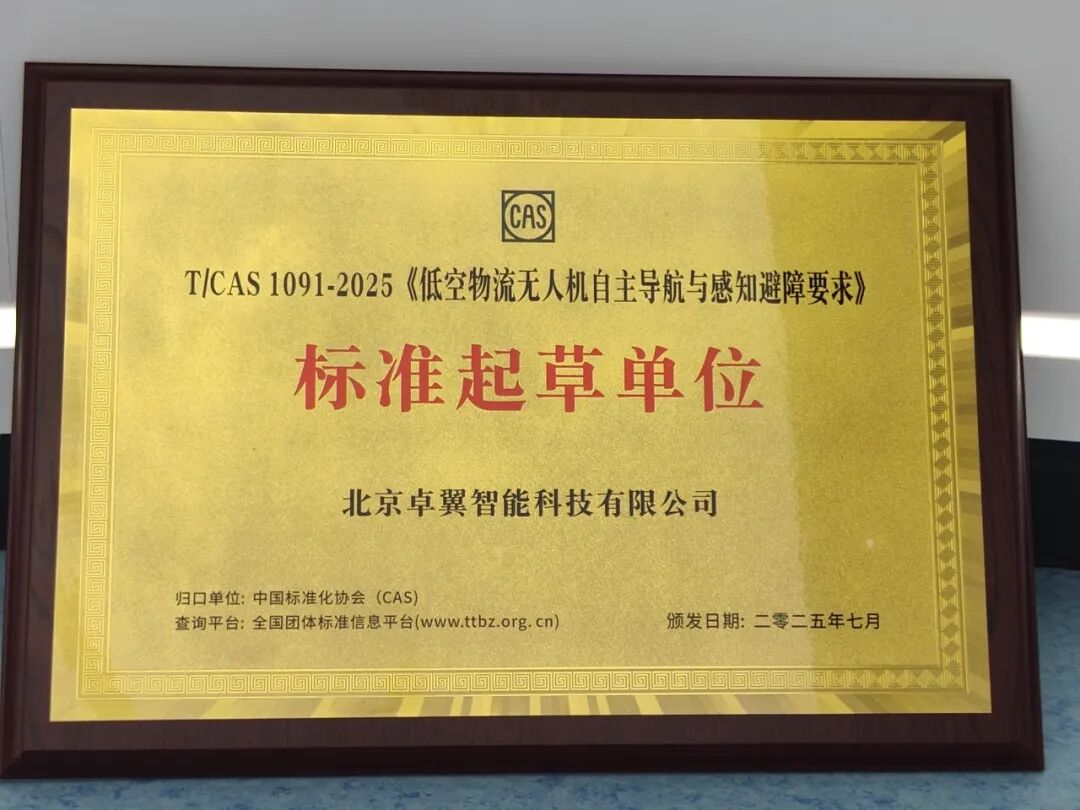 CAS
T/CAS 1091-2025《低空物流无人机自主导航与感知避障要求》
标准起草单位
北京卓翼智能科技有限公司
归口单位: 中国标准化协会（CAS)
查询平台: 全国团体标准信息平台(www.ttbz.org.cn)
颁发日期: 二零二五年七月